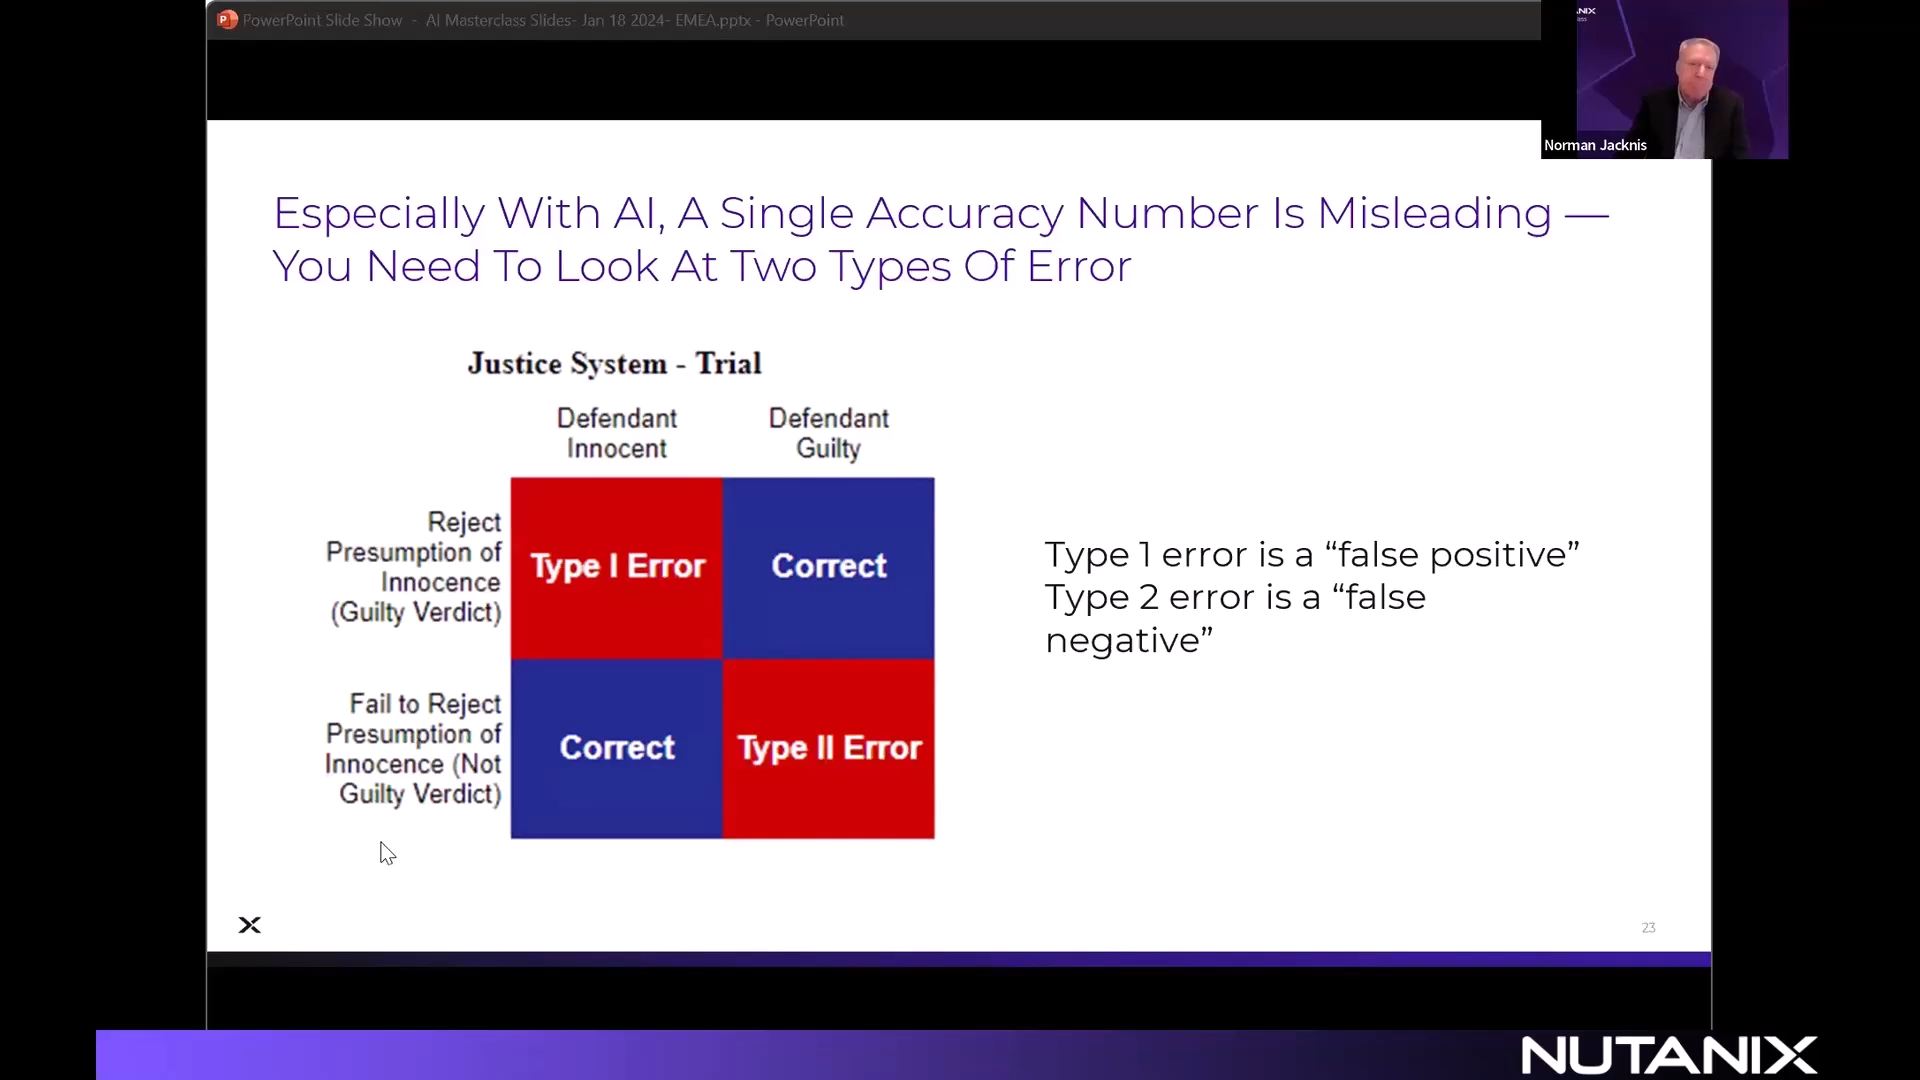 PowerPoint Slide Show - AI Masterclass Slides- Jan 18 2024- EMEA.pptx - PowerPoint
Norman Jacknis
Especially With AI, A Single Accuracy Number Is Misleading —
You Need To Look At Two Types Of Error
Justice System - Trial
Defendant
Innocent
Defendant
Guilty
Reject
Presumption of
Innocence
(Guilty Verdict)
Type I Error
Correct
Fail to Reject
Presumption of
Innocence (Not
Guilty Verdict)
Correct
Type II Error
Type 1 error is a “false positive”
Type 2 error is a “false
negative”
X
23
NUTANIX